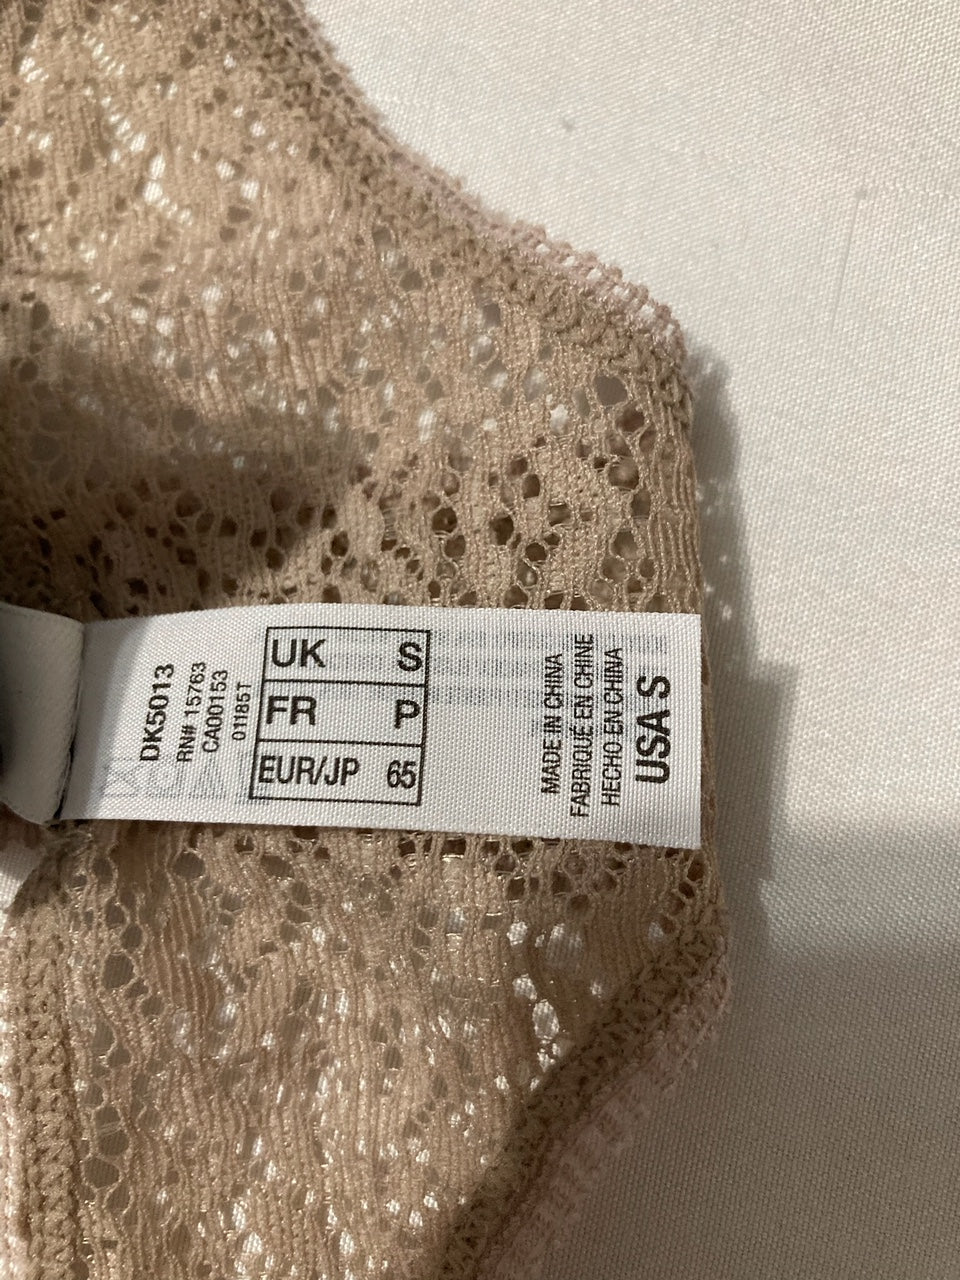 DK5013
RN# 15763
CA00153
01185T
UK S
FR P
EUR/JP 65
MADE IN CHINA
FABRIQUÉ EN CHINE
HECHO EN CHINA
USA S